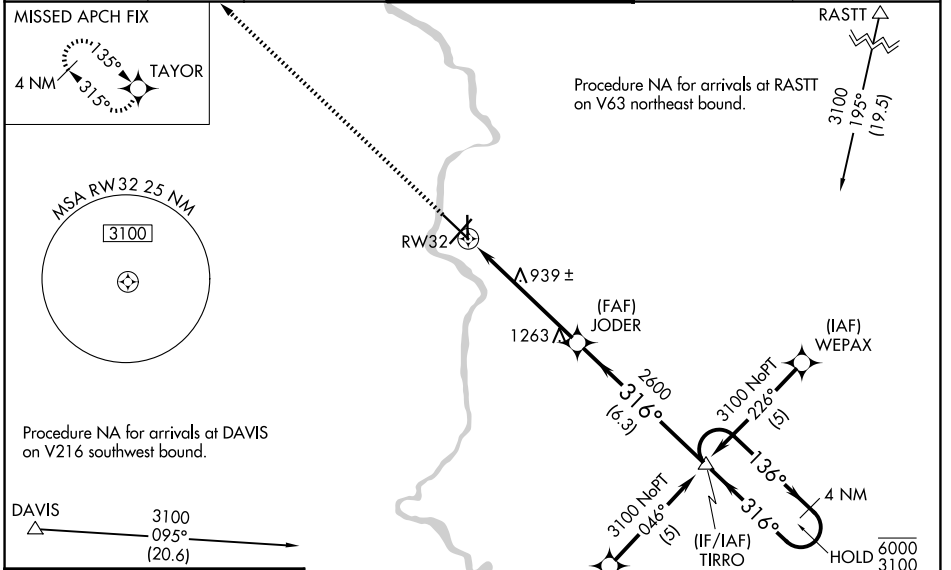 MISSED APCH FIX
4 NM
135°
315°
TAYOR
RASTT
Procedure NA for arrivals at RASTT
on V63 northeast bound.
3100
195°
(19.5)
MSA RW32 25 NM
3100
RW32
939 ±
1263
(FAF)
JODER
2600
316°
(6.3)
(IAF)
WEPAX
3100 NoPT
226°
(5)
136°
316°
4 NM
HOLD
6000
3100
3100 NoPT
046°
(5)
(IF/IAF)
TIRRO
Procedure NA for arrivals at DAVIS
on V216 southwest bound.
DAVIS
3100
095°
(20.6)